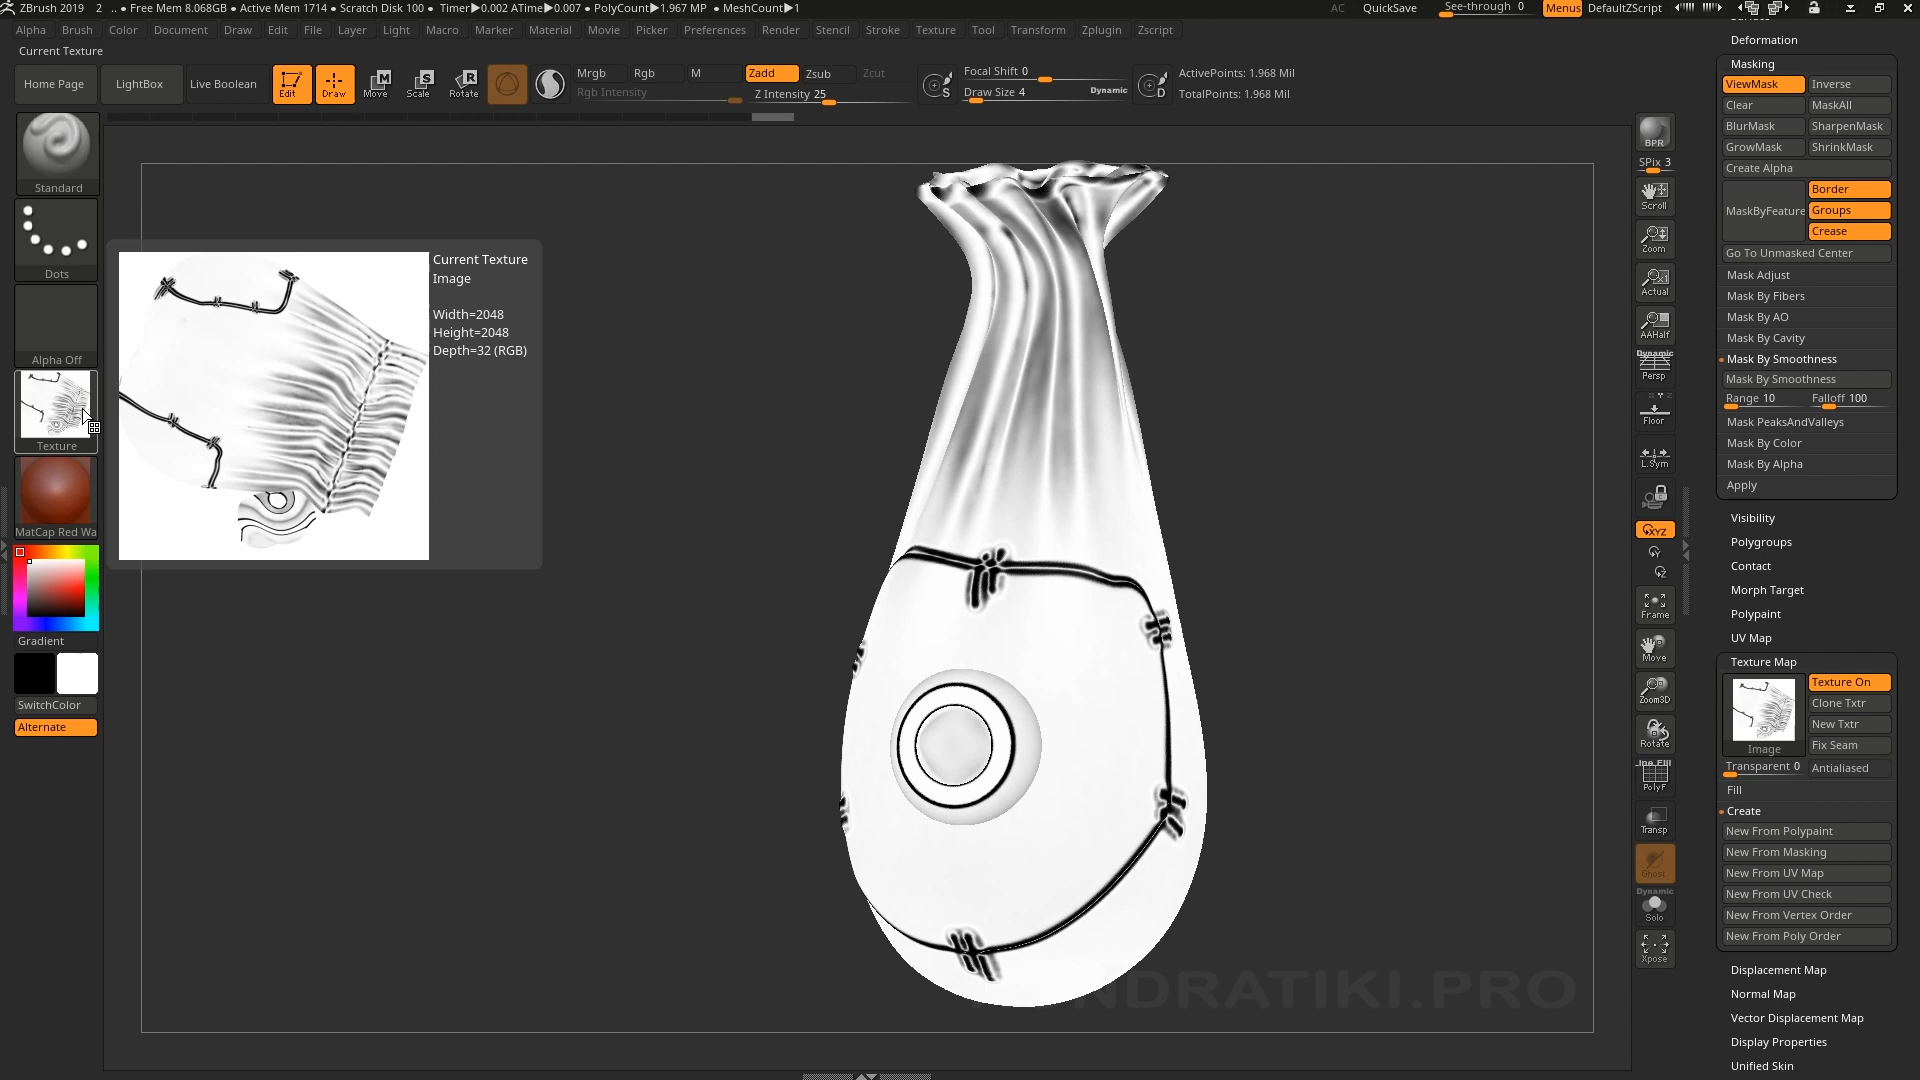 ZBrush 2019 2 .. • Free Mem 8.068GB • Active Mem 1714 • Scratch Disk 100 • Timer▶0.002 ATime▶0.007 • PolyCount▶1.967 MP • MeshCount▶1
AC QuickSave See-through 0 Menus DefaultZScript
Alpha Brush Color Document Draw Edit File Layer Light Macro Marker Material Movie Picker Preferences Render Stencil Stroke Texture Tool Transform Zplugin Zscript
Current Texture
Home Page LightBox Live Boolean Edit Draw Move Scale Rotate
Mrgb Rgb M Zadd Zsub Zcut
Rgb Intensity Z Intensity 25
Focal Shift 0
Draw Size 4 Dynamic
ActivePoints: 1.968 Mil
TotalPoints: 1.968 Mil
Standard
Dots
Alpha Off
Texture
MatCap Red Wa
Gradient
SwitchColor
Alternate
Current Texture
Image
Width=2048
Height=2048
Depth=32 (RGB)
NDRATIKI.PRO
BPR
SPix 3
Scroll
Zoom
Actual
AAHalf
Dynamic
Persp
Floor
L.Sym
XYZ
Frame
Move
Zoom3D
Rotate
Line Fill
PolyF
Transp
Ghost
Dynamic
Solo
Xpose
Deformation
Masking
ViewMask Inverse
Clear MaskAll
BlurMask SharpenMask
GrowMask ShrinkMask
Create Alpha
MaskByFeature Border
Groups
Crease
Go To Unmasked Center
Mask Adjust
Mask By Fibers
Mask By AO
Mask By Cavity
Mask By Smoothness
Mask By Smoothness
Range 10 Falloff 100
Mask PeaksAndValleys
Mask By Color
Mask By Alpha
Apply
Visibility
Polygroups
Contact
Morph Target
Polypaint
UV Map
Texture Map
Texture On
Clone Txtr
New Txtr
Image Fix Seam
Transparent 0 Antialiased
Fill
Create
New From Polypaint
New From Masking
New From UV Map
New From UV Check
New From Vertex Order
New From Poly Order
Displacement Map
Normal Map
Vector Displacement Map
Display Properties
Unified Skin